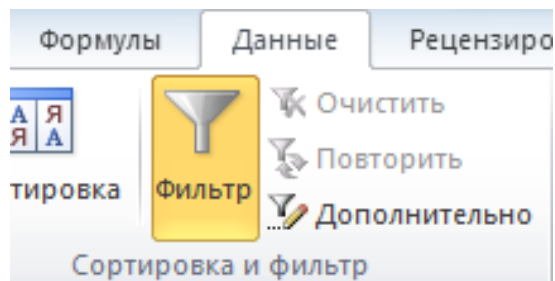 Формулы Данные Рецензиро
А Я
Я А
Очистить
Повторить
тировка Фильтр
Дополнительно
Сортировка и фильтр